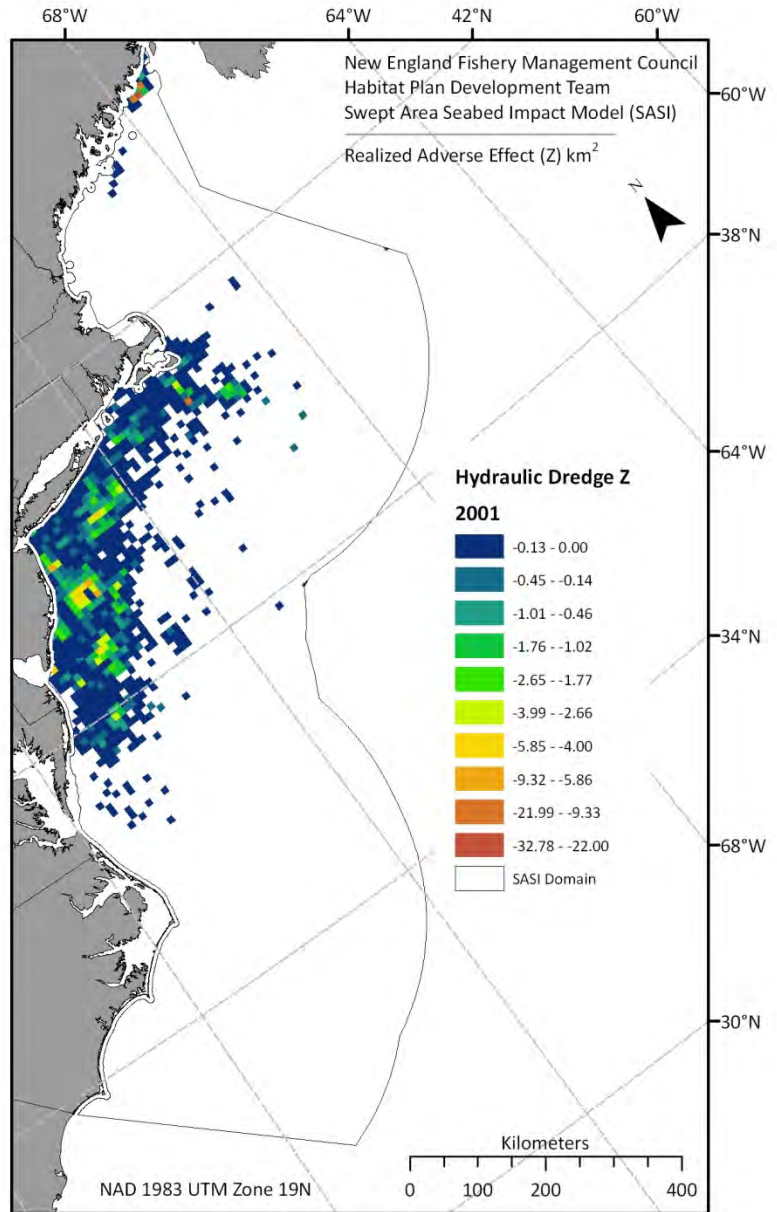 68°W
64°W
42°N
60°W
New England Fishery Management Council
Habitat Plan Development Team
Swept Area Seabed Impact Model (SASI)
Realized Adverse Effect (Z) km²
N
60°W
38°N
64°W
34°N
68°W
30°N
Hydraulic Dredge Z
2001
-0.13 - 0.00
-0.45 - -0.14
-1.01 - -0.46
-1.76 - -1.02
-2.65 - -1.77
-3.99 - -2.66
-5.85 - -4.00
-9.32 - -5.86
-21.99 - -9.33
-32.78 - -22.00
SASI Domain
Kilometers
0 100 200 400
NAD 1983 UTM Zone 19N